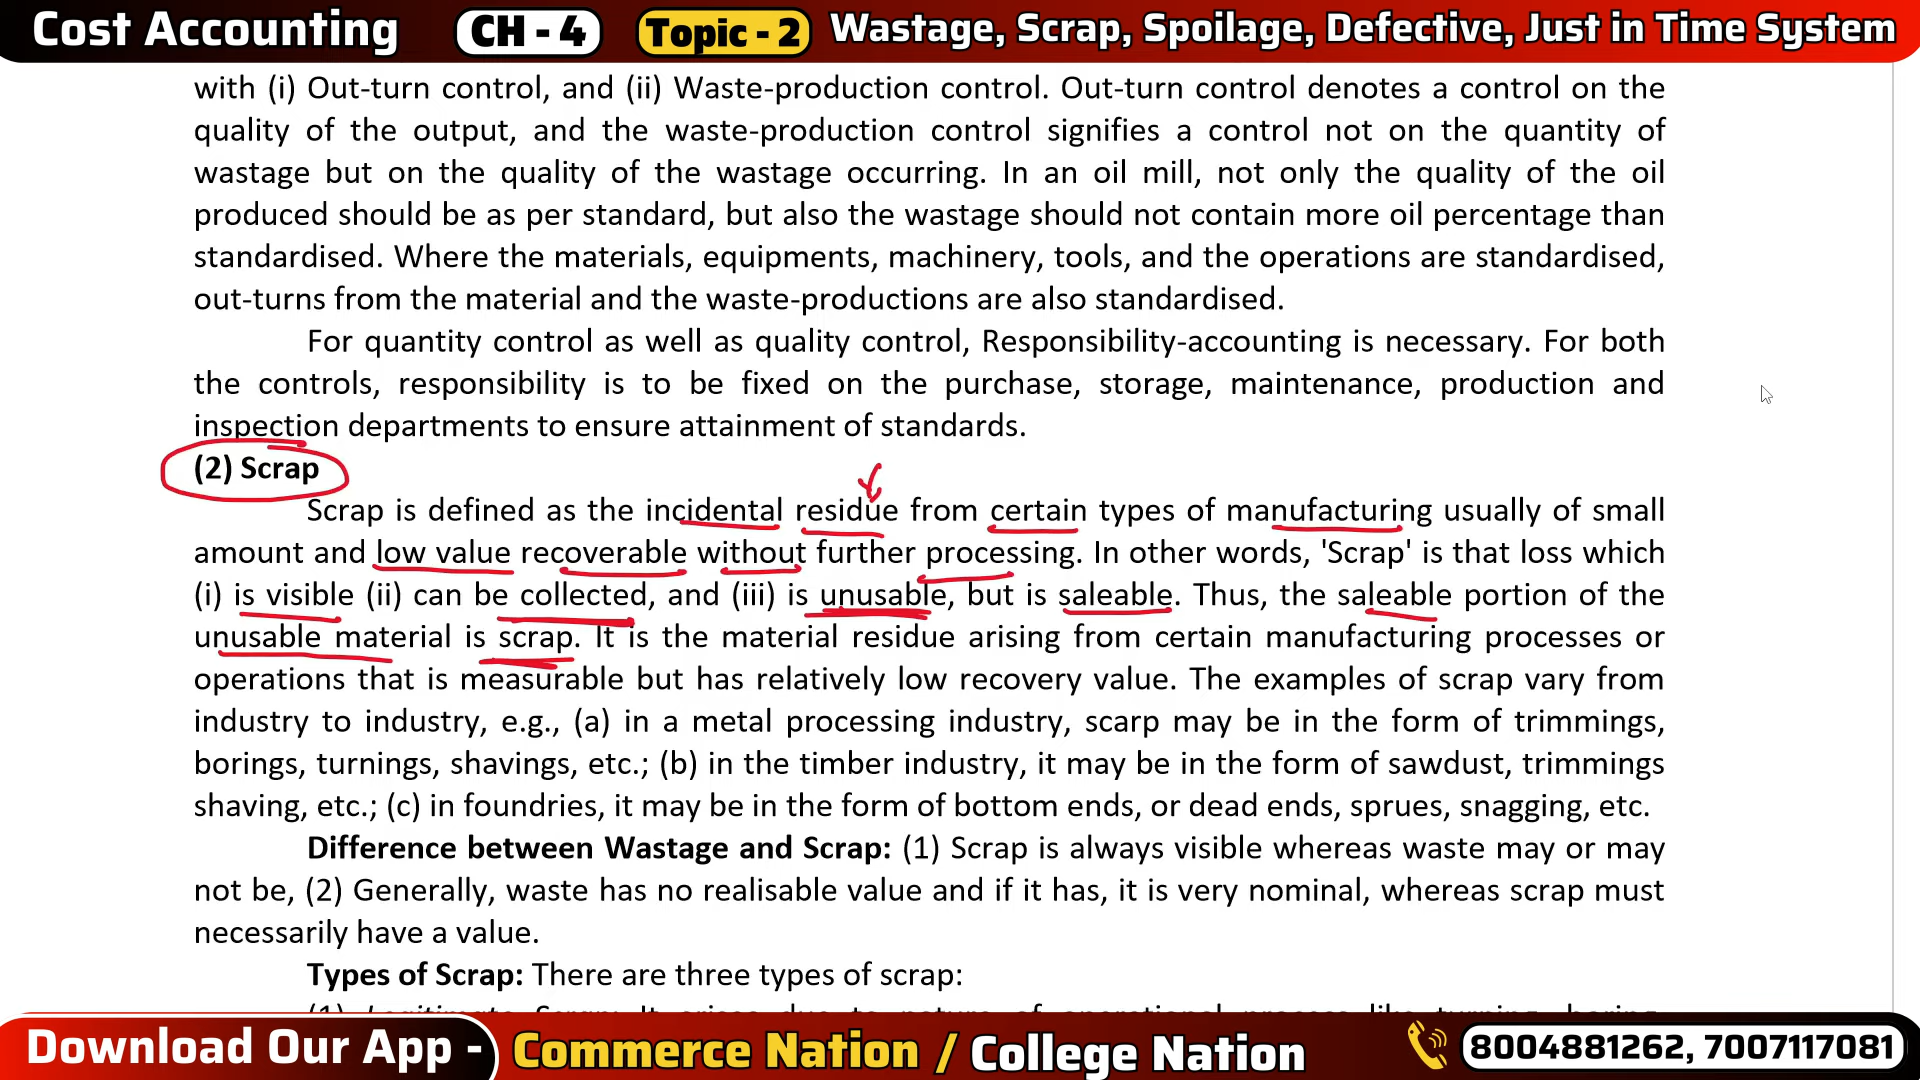 Cost Accounting CH - 4 Topic - 2 Wastage, Scrap, Spoilage, Defective, Just in Time System
with (i) Out-turn control, and (ii) Waste-production control. Out-turn control denotes a control on the
quality of the output, and the waste-production control signifies a control not on the quantity of
wastage but on the quality of the wastage occurring. In an oil mill, not only the quality of the oil
produced should be as per standard, but also the wastage should not contain more oil percentage than
standardised. Where the materials, equipments, machinery, tools, and the operations are standardised,
out-turns from the material and the waste-productions are also standardised.
For quantity control as well as quality control, Responsibility-accounting is necessary. For both
the controls, responsibility is to be fixed on the purchase, storage, maintenance, production and
inspection departments to ensure attainment of standards.
(2) Scrap
Scrap is defined as the incidental residue from certain types of manufacturing usually of small
amount and low value recoverable without further processing. In other words, 'Scrap' is that loss which
(i) is visible (ii) can be collected, and (iii) is unusable, but is saleable. Thus, the saleable portion of the
unusable material is scrap. It is the material residue arising from certain manufacturing processes or
operations that is measurable but has relatively low recovery value. The examples of scrap vary from
industry to industry, e.g., (a) in a metal processing industry, scarp may be in the form of trimmings,
borings, turnings, shavings, etc.; (b) in the timber industry, it may be in the form of sawdust, trimmings
shaving, etc.; (c) in foundries, it may be in the form of bottom ends, or dead ends, sprues, snagging, etc.
Difference between Wastage and Scrap: (1) Scrap is always visible whereas waste may or may
not be, (2) Generally, waste has no realisable value and if it has, it is very nominal, whereas scrap must
necessarily have a value.
Types of Scrap: There are three types of scrap:
Download Our App - Commerce Nation / College Nation 8004881262, 7007117081